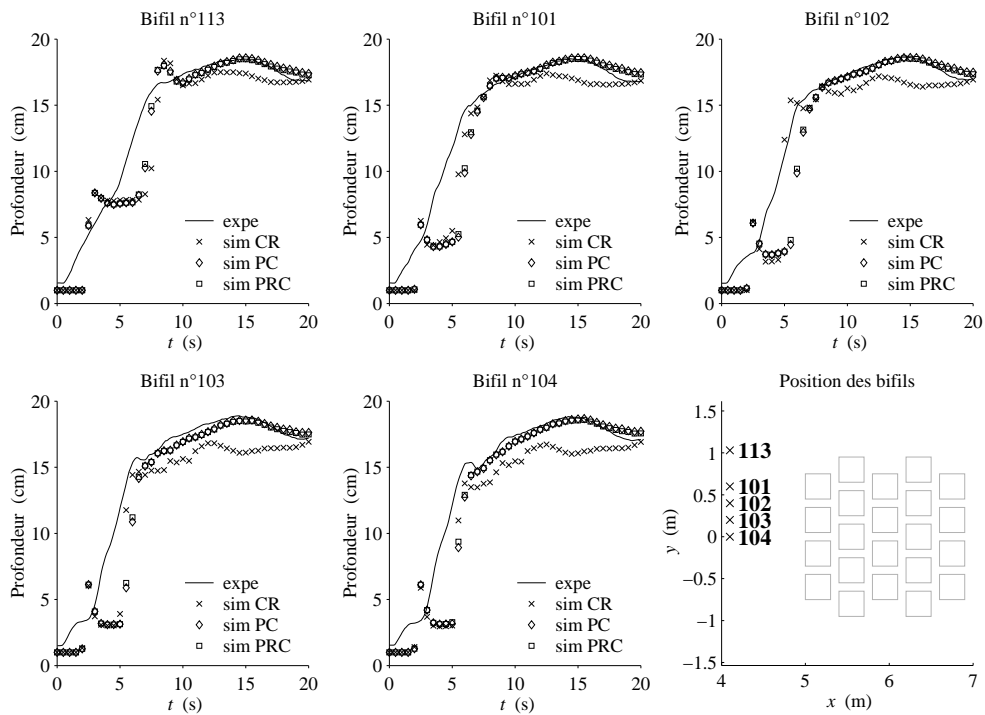 Bifil n°113
20
15
10
5
0
0
5
10
15
20
Profondeur (cm)
t (s)
expe
sim CR
sim PC
sim PRC
Bifil n°101
20
15
10
5
0
0
5
10
15
20
Profondeur (cm)
t (s)
expe
sim CR
sim PC
sim PRC
Bifil n°102
20
15
10
5
0
0
5
10
15
20
Profondeur (cm)
t (s)
expe
sim CR
sim PC
sim PRC
Bifil n°103
20
15
10
5
0
0
5
10
15
20
Profondeur (cm)
t (s)
expe
sim CR
sim PC
sim PRC
Bifil n°104
20
15
10
5
0
0
5
10
15
20
Profondeur (cm)
t (s)
expe
sim CR
sim PC
sim PRC
Position des bifils
1.5
1
0.5
0
−0.5
−1
−1.5
4
5
6
7
y (m)
x (m)
113
101
102
103
104